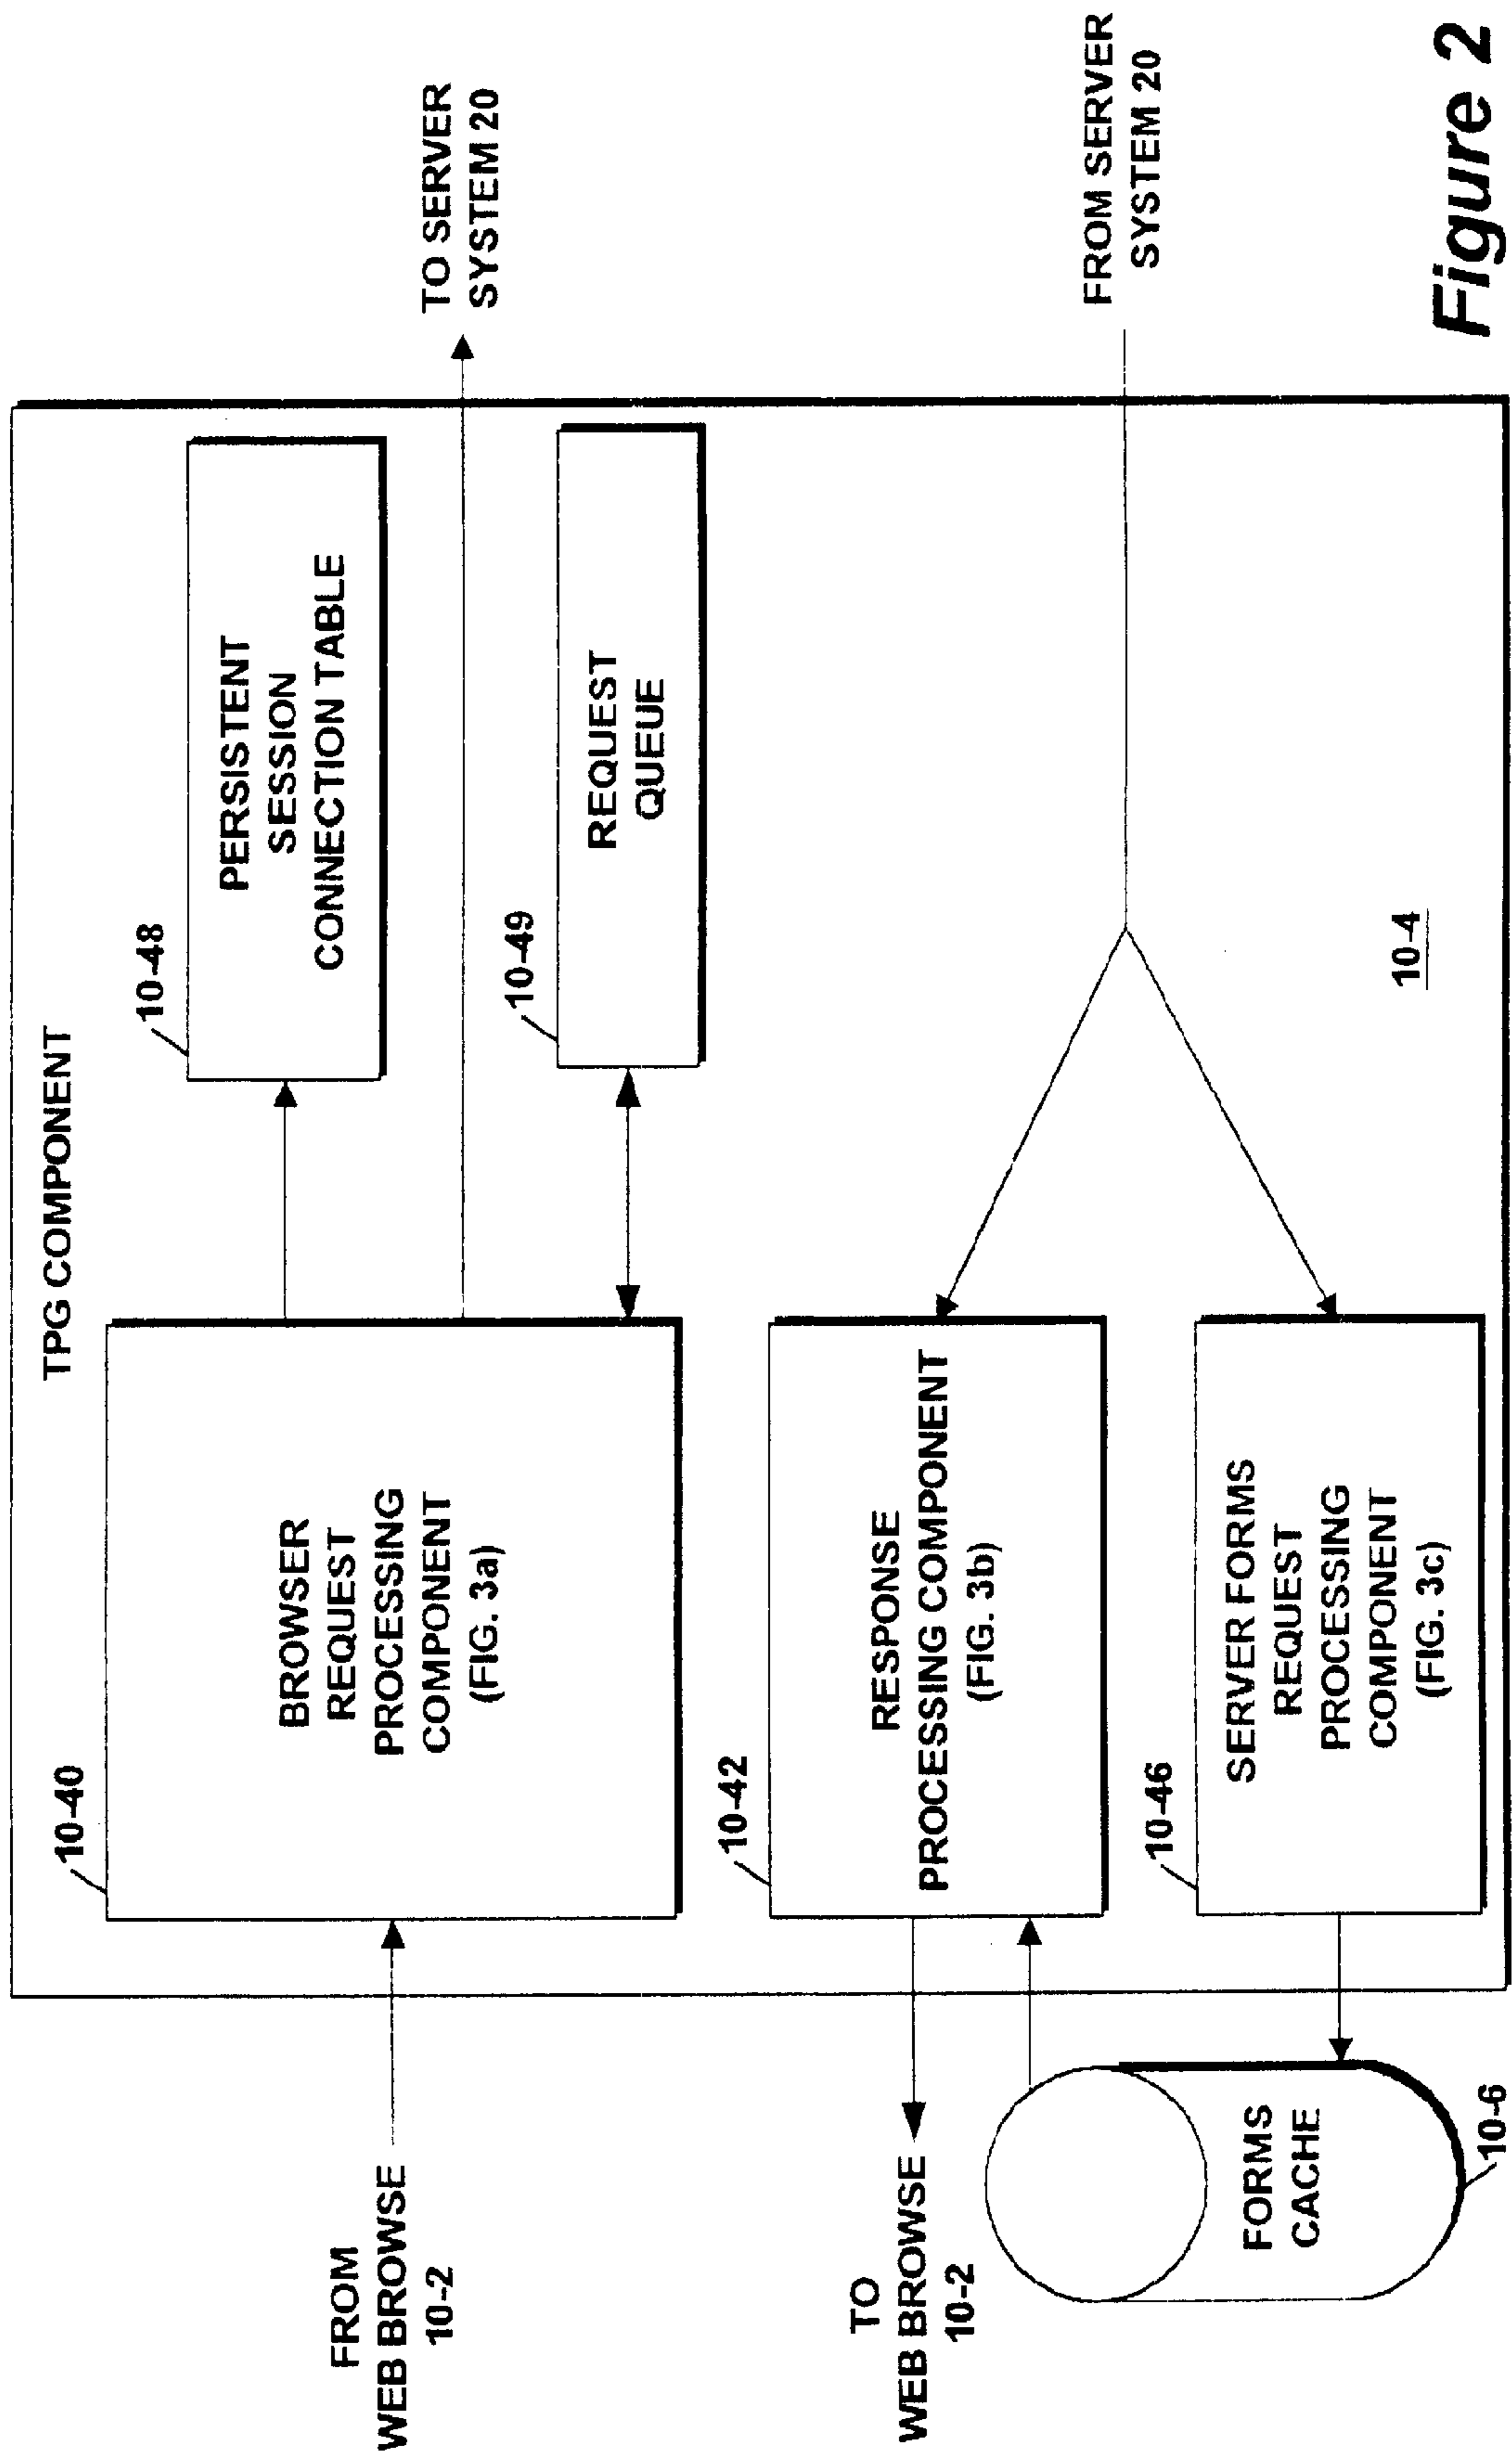 TPG COMPONENT
FROM
WEB BROWSE
10-2
10-40
BROWSER
REQUEST
PROCESSING
COMPONENT
(FIG. 3a)
10-48
PERSISTENT
SESSION
CONNECTION TABLE
TO SERVER
SYSTEM 20
10-49
REQUEST
QUEUE
TO
WEB BROWSE
10-2
10-42
RESPONSE
PROCESSING COMPONENT
(FIG. 3b)
FROM SERVER
SYSTEM 20
FORMS
CACHE
10-6
10-46
SERVER FORMS
REQUEST
PROCESSING
COMPONENT
(FIG. 3c)
10-4
Figure 2